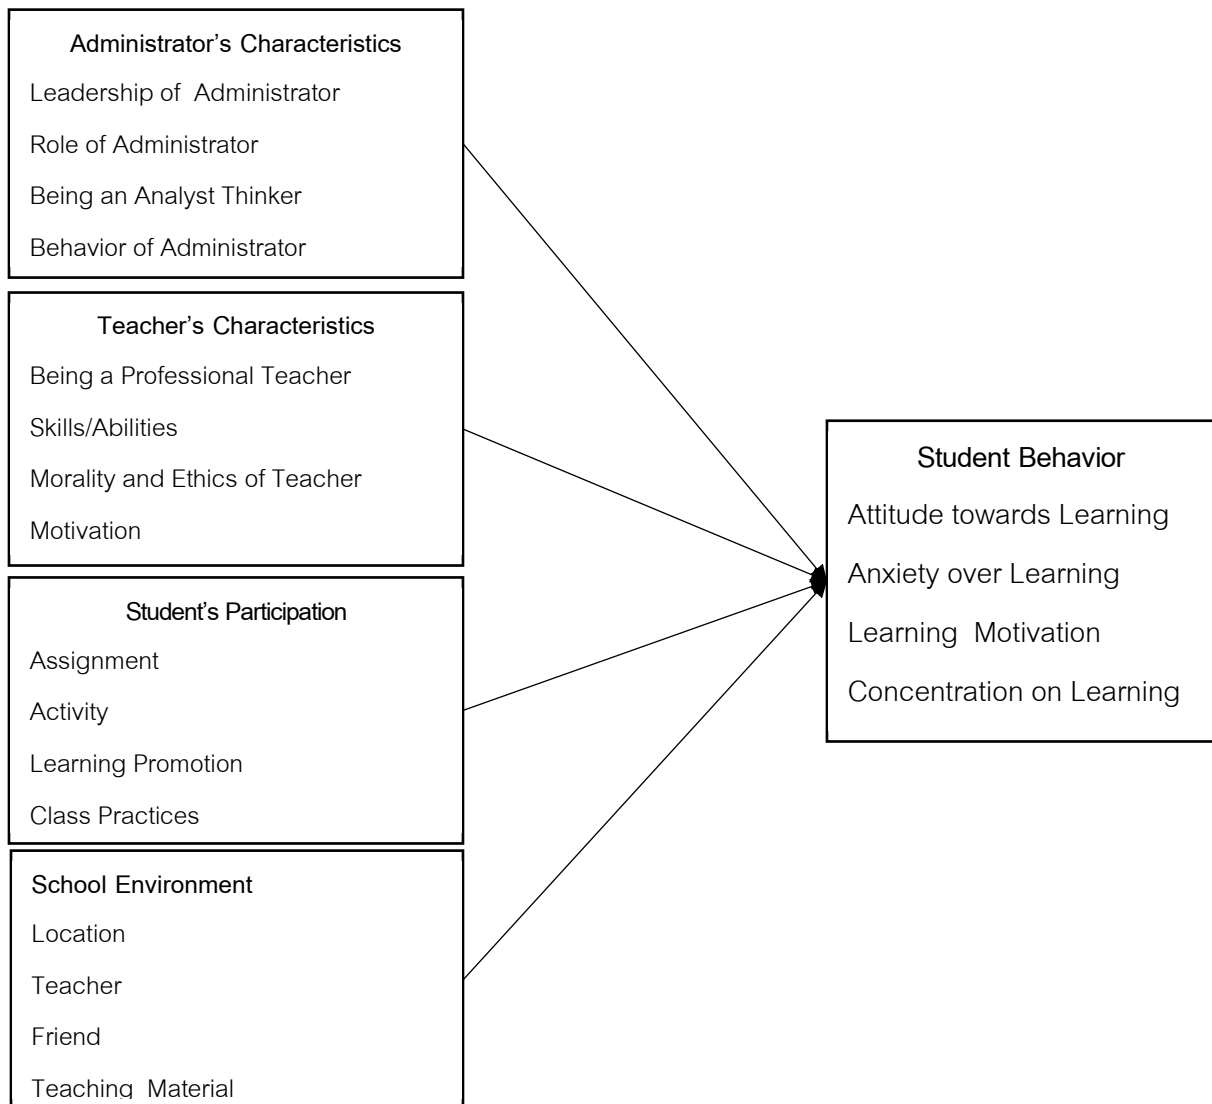 Administrator’s Characteristics
Leadership of  Administrator
Role of Administrator
Being an Analyst Thinker
Behavior of Administrator
Teacher’s Characteristics
Being a Professional Teacher
Skills/Abilities
Morality and Ethics of Teacher
Motivation
Student’s Participation
Assignment
Activity
Learning Promotion
Class Practices
School Environment
Location
Teacher
Friend
Teaching  Material
Student Behavior
Attitude towards Learning
Anxiety over Learning
Learning  Motivation
Concentration on Learning